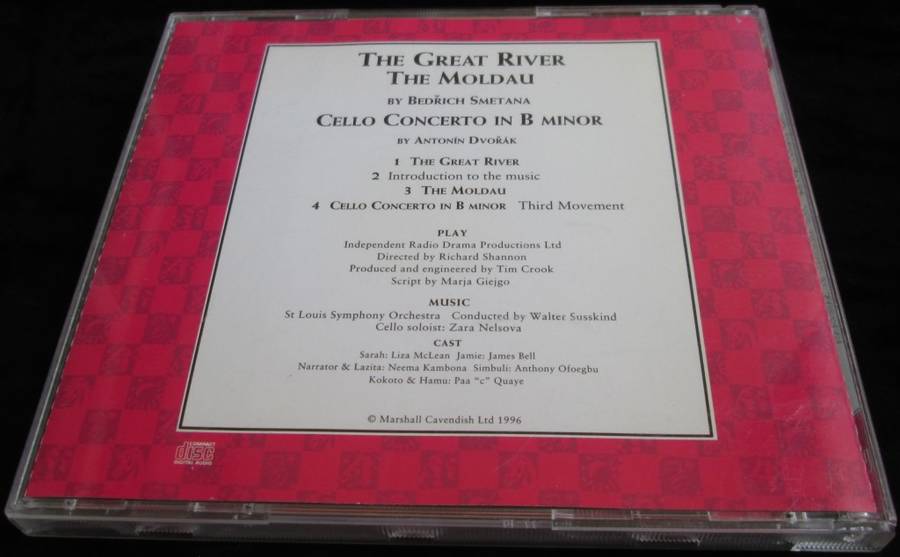 THE GREAT RIVER
THE MOLDAU
BY BEDŘICH SMETANA
CELLO CONCERTO IN B MINOR
BY ANTONÍN DVOŘÁK
1 THE GREAT RIVER
2 Introduction to the music
3 THE MOLDAU
4 CELLO CONCERTO IN B MINOR Third Movement
PLAY
Independent Radio Drama Productions Ltd
Directed by Richard Shannon
Produced and engineered by Tim Crook
Script by Marja Giejgo
MUSIC
St Louis Symphony Orchestra Conducted by Walter Susskind
Cello soloist: Zara Nelsova
CAST
Sarah: Liza McLean Jamie: James Bell
Narrator & Lazita: Neema Kambona Simbuli: Anthony Ofoegbu
Kokoto & Hamu: Paa "c" Quaye
© Marshall Cavendish Ltd 1996
COMPACT
disc
DIGITAL AUDIO